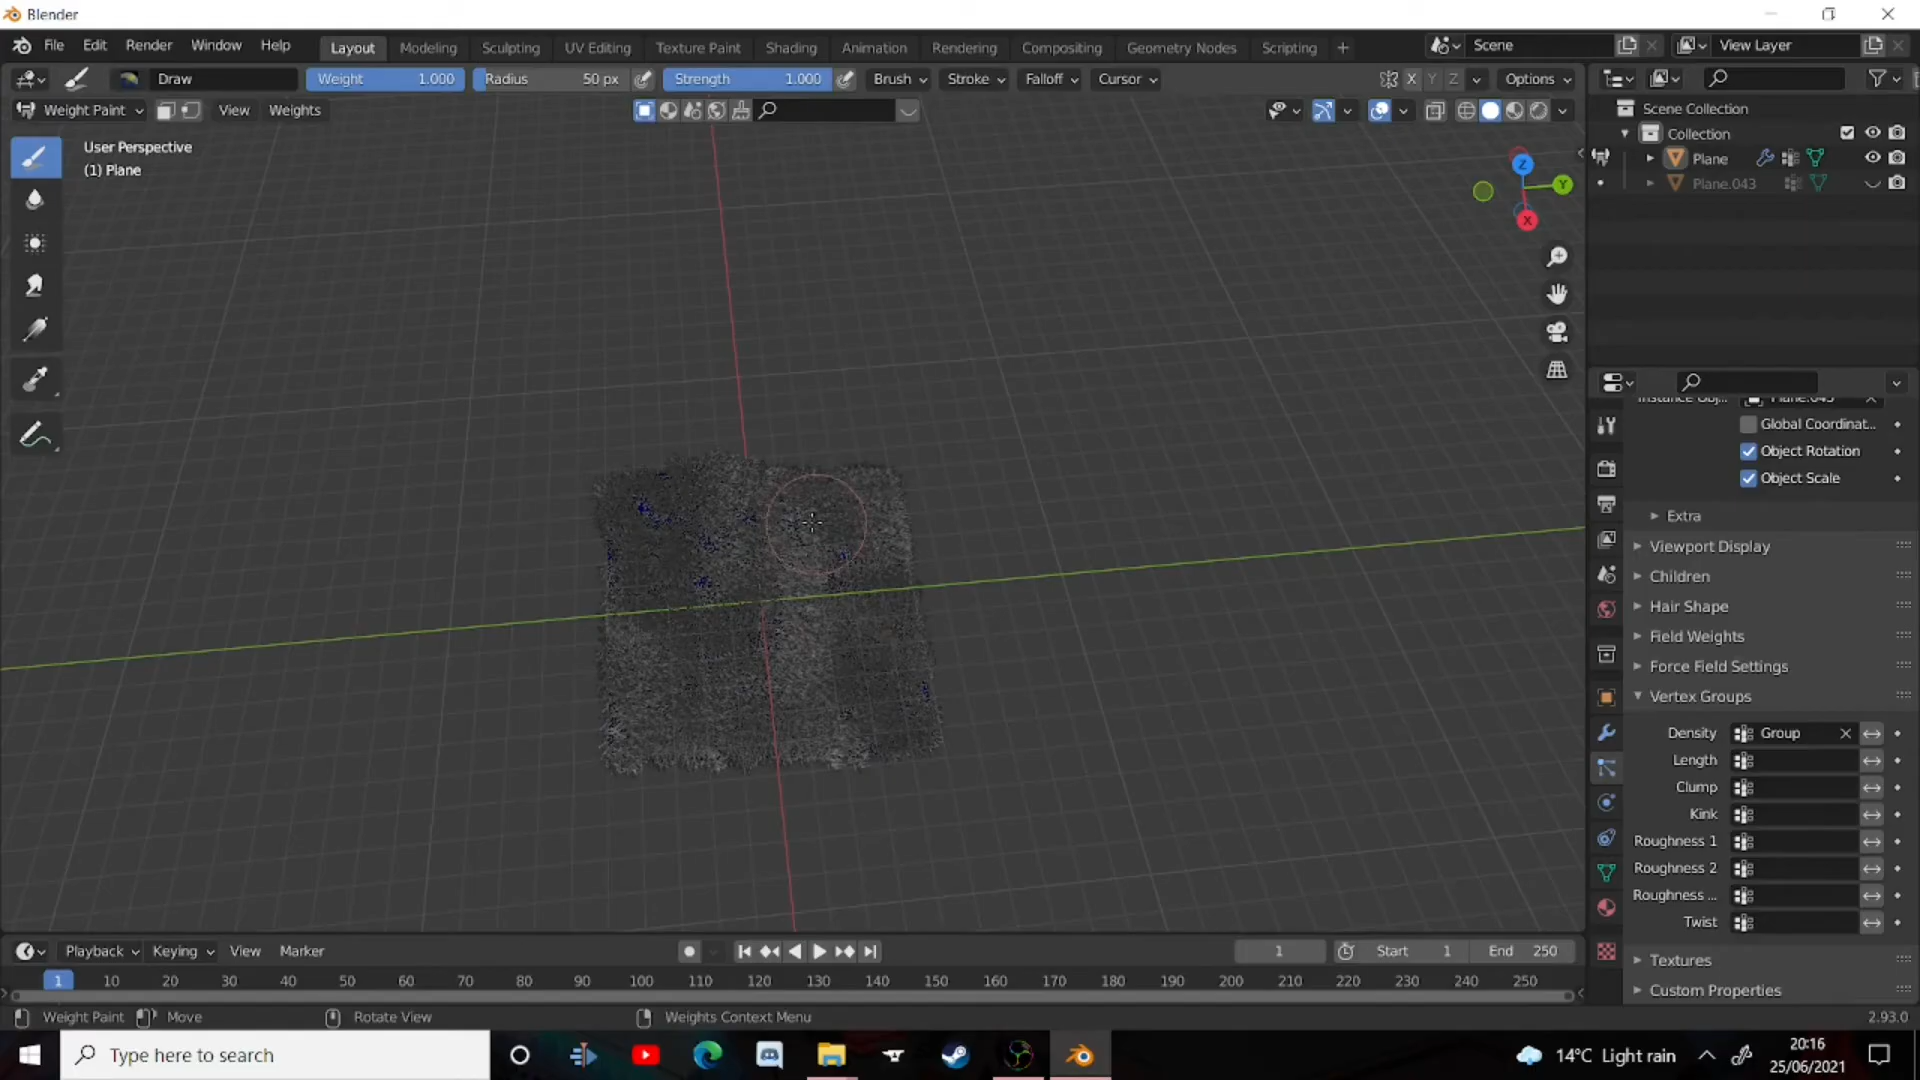 Blender
File Edit Render Window Help Layout Modeling Sculpting UV Editing Texture Paint Shading Animation Rendering Compositing Geometry Nodes Scripting + Scene View Layer
Draw Weight 1.000 Radius 50 px Strength 1.000 Brush Stroke Falloff Cursor X Y Z Options
Weight Paint View Weights
Scene Collection
Collection
Plane
Plane.043
User Perspective
(1) Plane
Z
Y
X
Global Coordinat...
Object Rotation
Object Scale
Extra
Viewport Display
Children
Hair Shape
Field Weights
Force Field Settings
Vertex Groups
Density Group
Length
Clump
Kink
Roughness 1
Roughness 2
Roughness ...
Twist
Textures
Custom Properties
Playback Keying View Marker 1 Start 1 End 250
1 10 20 30 40 50 60 70 80 90 100 110 120 130 140 150 160 170 180 190 200 210 220 230 240 250
Weight Paint Move Rotate View Weights Context Menu 2.93.0
Type here to search 14°C Light rain 20:16
25/06/2021